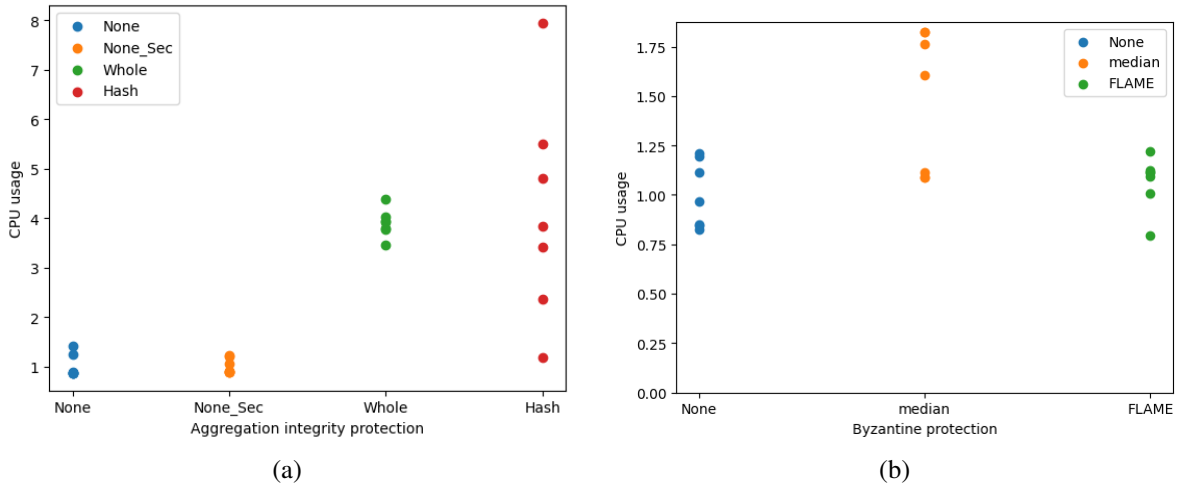 8
7
6
5
4
3
2
1
CPU usage
None
None_Sec
Whole
Hash
None
None_Sec
Whole
Hash
Aggregation integrity protection
(a)
1.75
1.50
1.25
1.00
0.75
0.50
0.25
0.00
CPU usage
None
median
FLAME
None
median
FLAME
Byzantine protection
(b)